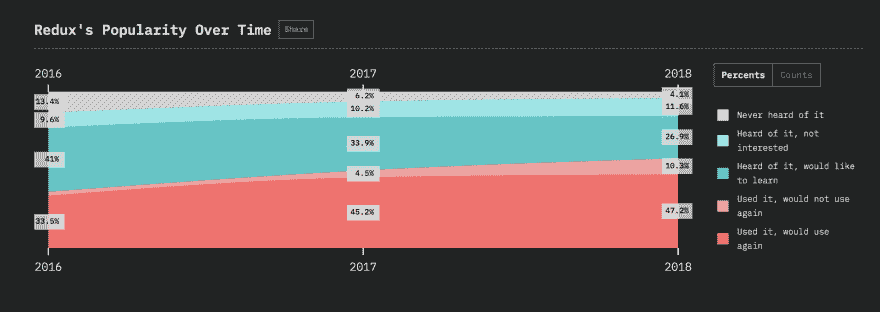 Redux's Popularity Over Time Share
2016 2017 2018
Percents Counts
13.4% 6.2% 4.1%
9.6% 10.2% 11.6%
41% 33.9% 26.9%
4.5% 10.3%
33.5% 45.2% 47.2%
2016 2017 2018
Never heard of it
Heard of it, not
interested
Heard of it, would like
to learn
Used it, would not use
again
Used it, would use
again